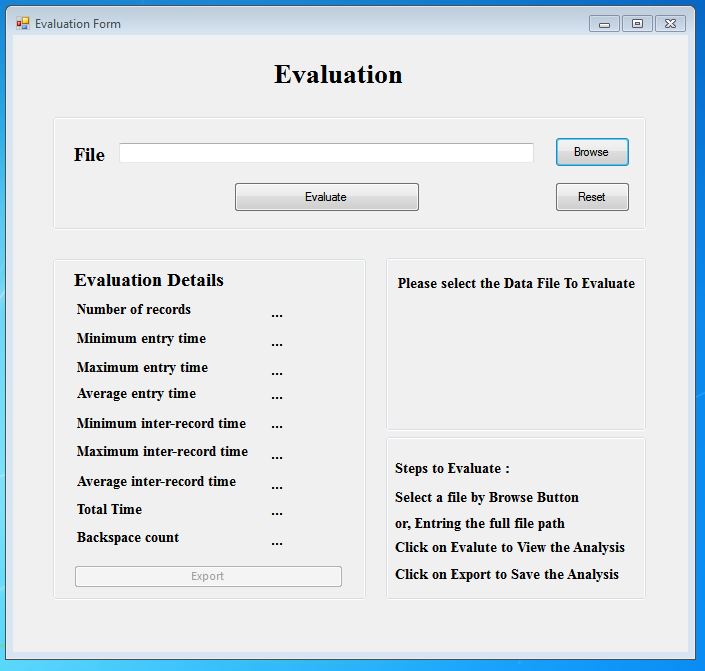 Evaluation Form
Evaluation
File
Browse
Evaluate
Reset
Evaluation Details
Number of records ...
Minimum entry time ...
Maximum entry time ...
Average entry time ...
Minimum inter-record time ...
Maximum inter-record time ...
Average inter-record time ...
Total Time ...
Backspace count ...
Export
Please select the Data File To Evaluate
Steps to Evaluate :
Select a file by Browse Button
or, Entring the full file path
Click on Evalute to View the Analysis
Click on Export to Save the Analysis